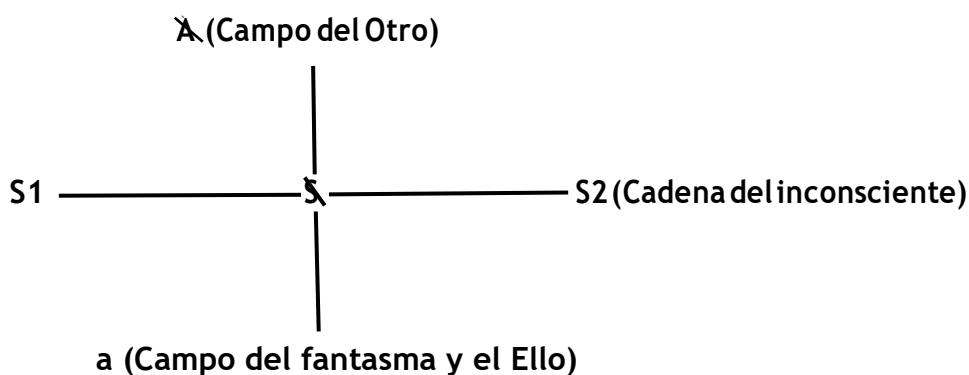 A (Campo del Otro)
S1 S S2 (Cadena del inconsciente)
a (Campo del fantasma y el Ello)